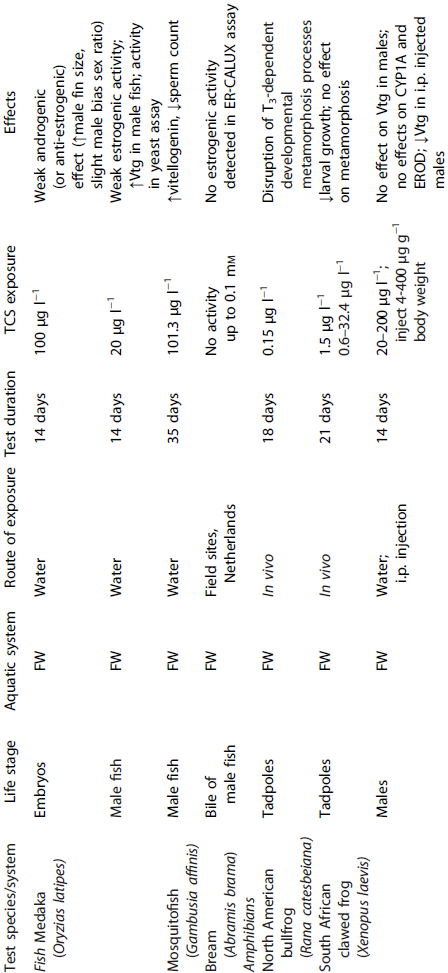 Test species/system Life stage Aquatic system Route of exposure Test duration TCS exposure Effects
Fish Medaka Embryos FW Water 14 days 100 µg l⁻¹ Weak androgenic
(Oryzias latipes) (or anti-estrogenic)
effect (↑male fin size,
slight male bias sex ratio)
Male fish FW Water 14 days 20 µg l⁻¹ Weak estrogenic activity;
↑Vtg in male fish; activity
in yeast assay
Mosquitofish Male fish FW Water 35 days 101.3 µg l⁻¹ ↑vitellogenin, ↓sperm count
(Gambusia affinis)
Bream Bile of FW Field sites, No activity No estrogenic activity
(Abramis brama) male fish Netherlands up to 0.1 mM detected in ER-CALUX assay
Amphibians
North American Tadpoles FW In vivo 18 days 0.15 µg l⁻¹ Disruption of T₃-dependent
bullfrog developmental
(Rana catesbeiana) metamorphosis processes
South African Tadpoles FW In vivo 21 days 1.5 µg l⁻¹ ↓larval growth; no effect
clawed frog 0.6–32.4 µg l⁻¹ on metamorphosis
(Xenopus laevis)
Males FW Water; 14 days 20–200 µg l⁻¹; No effect on Vtg in males;
i.p. injection inject 4-400 µg g⁻¹ no effects on CYP1A and
body weight EROD; ↓Vtg in i.p. injected
males